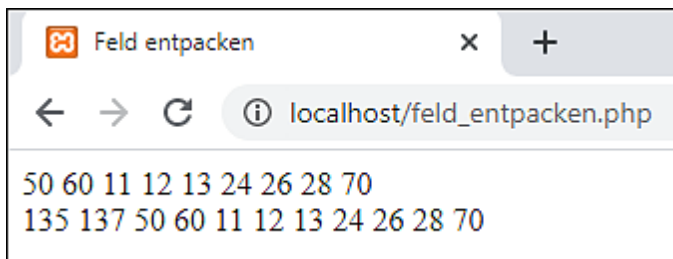 Feld entpacken
localhost/feld_entpacken.php
50 60 11 12 13 24 26 28 70
135 137 50 60 11 12 13 24 26 28 70